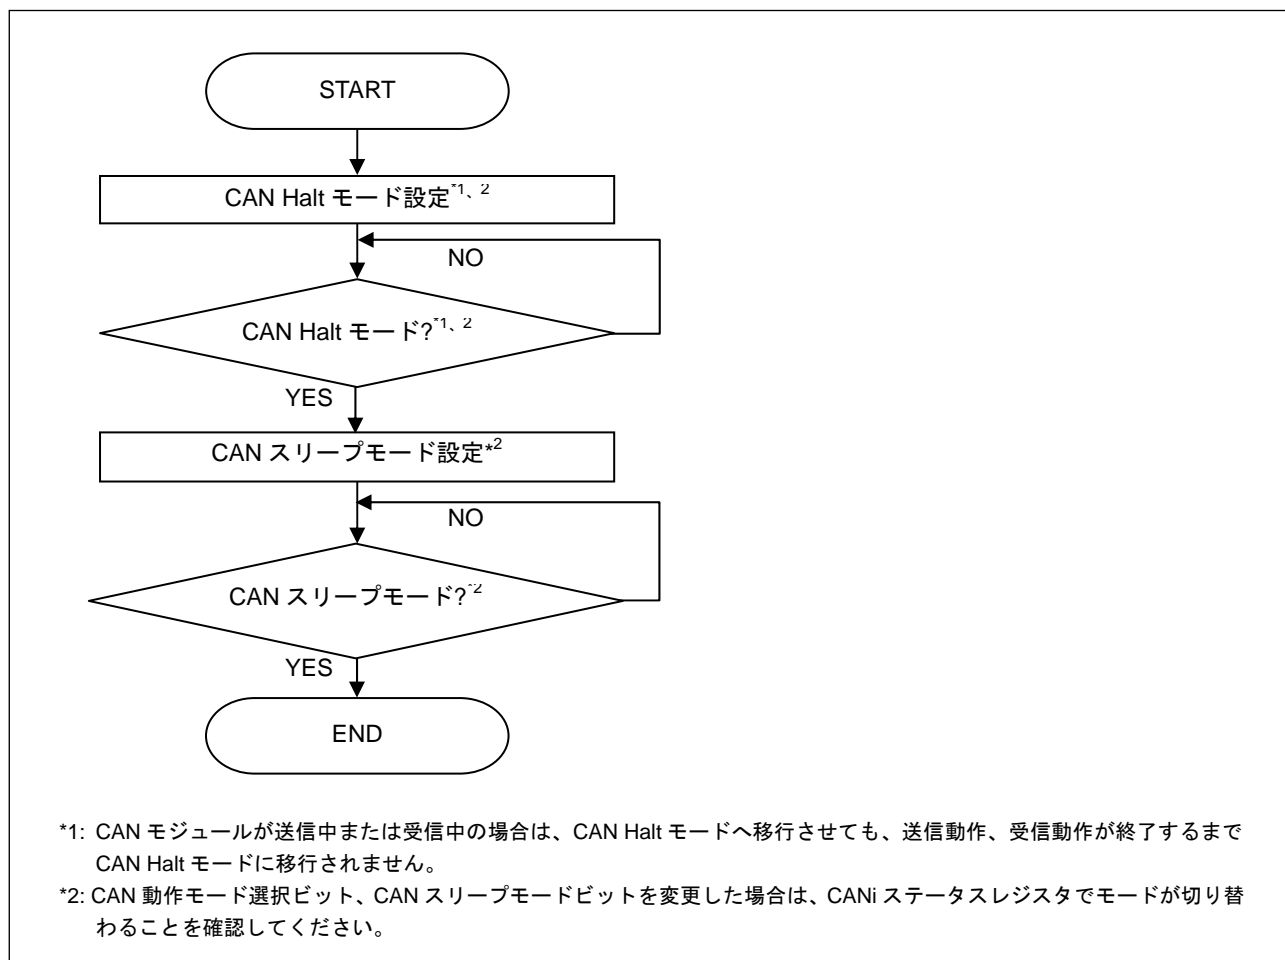 START
CAN Halt モード設定*1、2
NO
CAN Halt モード?*1、2
YES
CAN スリープモード設定*2
NO
CAN スリープモード?*2
YES
END
*1: CAN モジュールが送信中または受信中の場合は、CAN Halt モードへ移行させても、送信動作、受信動作が終了するまで
CAN Halt モードに移行されません。
*2: CAN 動作モード選択ビット、CAN スリープモードビットを変更した場合は、CANi ステータスレジスタでモードが切り替
わることを確認してください。